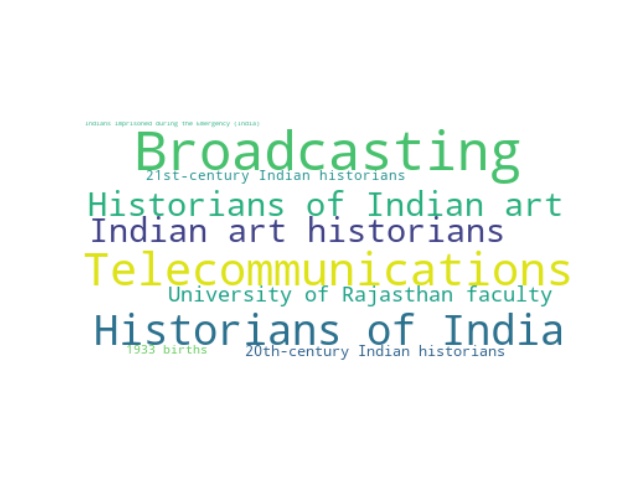 Indians imprisoned during the Emergency (India)
Broadcasting
21st-century Indian historians
Historians of Indian art
Indian art historians
Telecommunications
University of Rajasthan faculty
Historians of India
1933 births
20th-century Indian historians